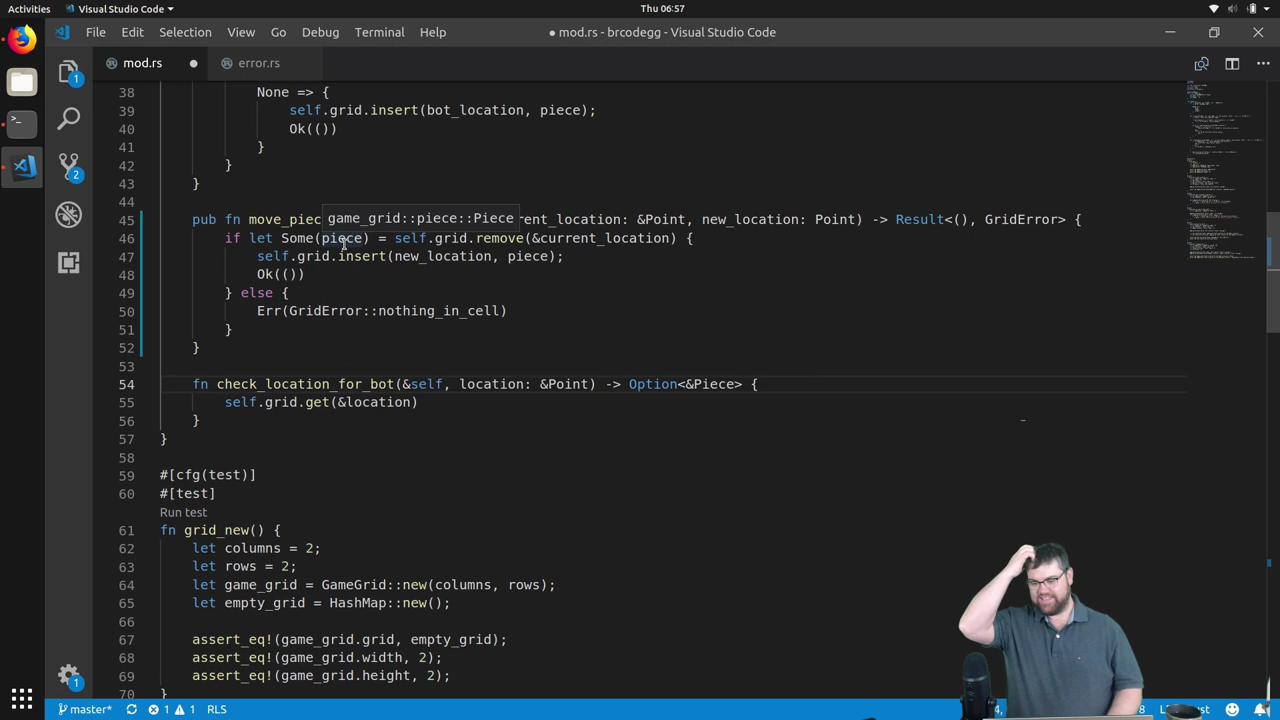 Activities
Visual Studio Code
Thu 06:57
File Edit Selection View Go Debug Terminal Help
● mod.rs - brcodegg - Visual Studio Code
mod.rs ● error.rs
38 None => {
39 self.grid.insert(bot_location, piece);
40 Ok(())
41 }
42 }
43 }
44
45 pub fn move_piec game_grid::piece::Piec rent_location: &Point, new_location: Point) -> Result<(), GridError> {
46 if let Some(piece) = self.grid.remove(&current_location) {
47 self.grid.insert(new_location, piece);
48 Ok(())
49 } else {
50 Err(GridError::nothing_in_cell)
51 }
52 }
53
54 fn check_location_for_bot(&self, location: &Point) -> Option<&Piece> {
55 self.grid.get(&location)
56 }
57 }
58
59 #[cfg(test)]
60 #[test]
Run test
61 fn grid_new() {
62 let columns = 2;
63 let rows = 2;
64 let game_grid = GameGrid::new(columns, rows);
65 let empty_grid = HashMap::new();
66
67 assert_eq!(game_grid.grid, empty_grid);
68 assert_eq!(game_grid.width, 2);
69 assert_eq!(game_grid.height, 2);
70 }
1
2
1
master* 1 1 RLS